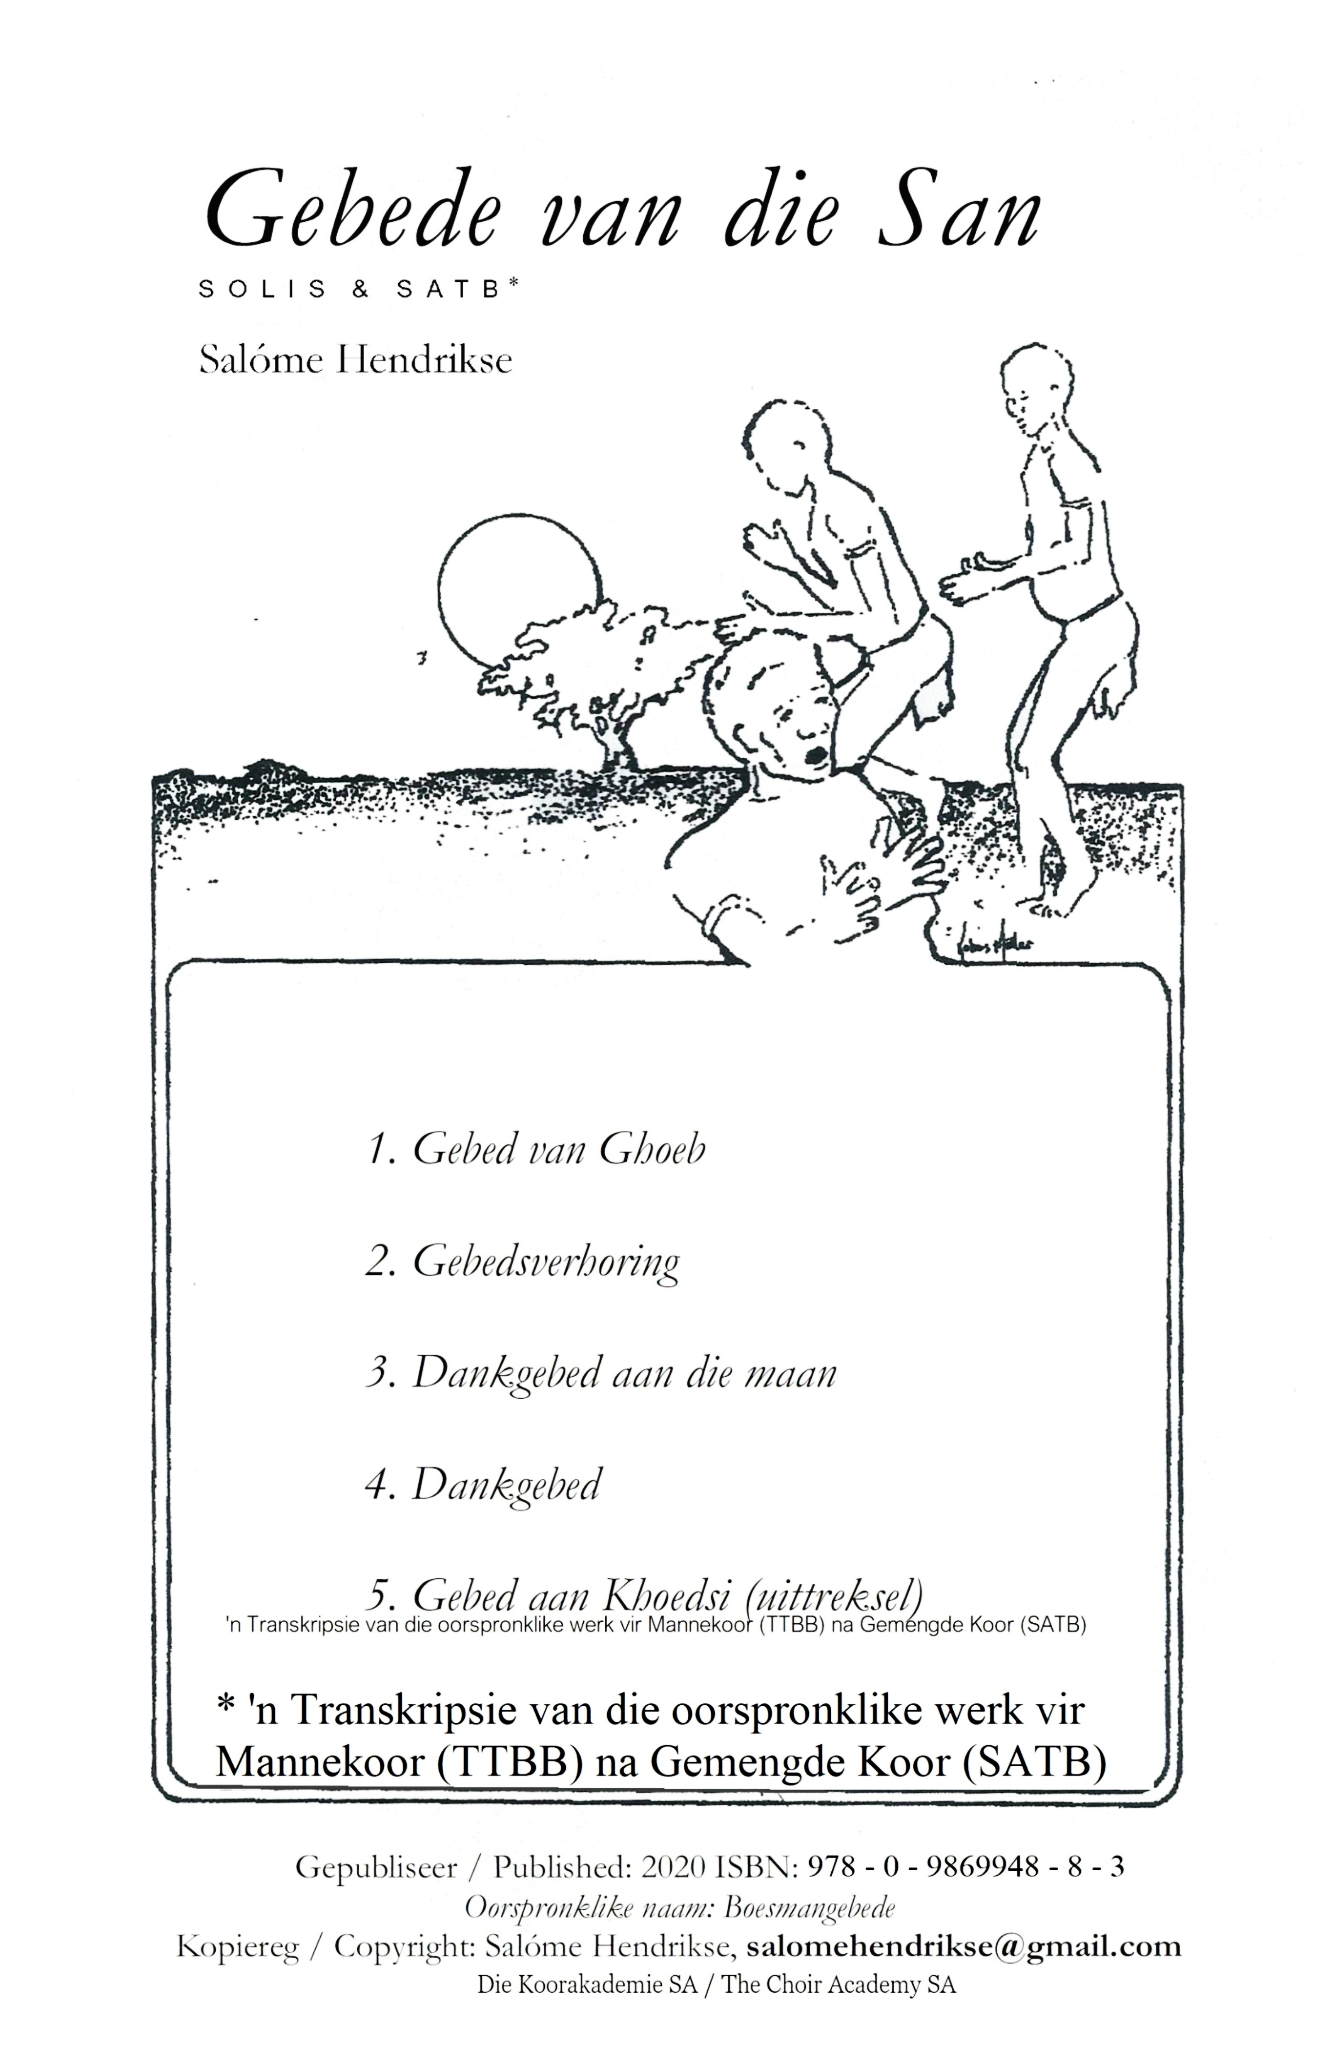 Gebede van die San
SOLIS & SATB*
Salóme Hendrikse
1. Gebed van Ghoeb
2. Gebedsverhoring
3. Dankgebed aan die maan
4. Dankgebed
5. Gebed aan Khoedsi (uittreksel)
'n Transkripsie van die oorspronklike werk vir Mannekoor (TTBB) na Gemengde Koor (SATB)
* 'n Transkripsie van die oorspronklike werk vir
Mannekoor (TTBB) na Gemengde Koor (SATB)
Gepubliseer / Published: 2020 ISBN: 978 - 0 - 9869948 - 8 - 3
Oorspronklike naam: Boesmangebede
Kopiereg / Copyright: Salóme Hendrikse, salomehendrikse@gmail.com
Die Koorakademie SA / The Choir Academy SA